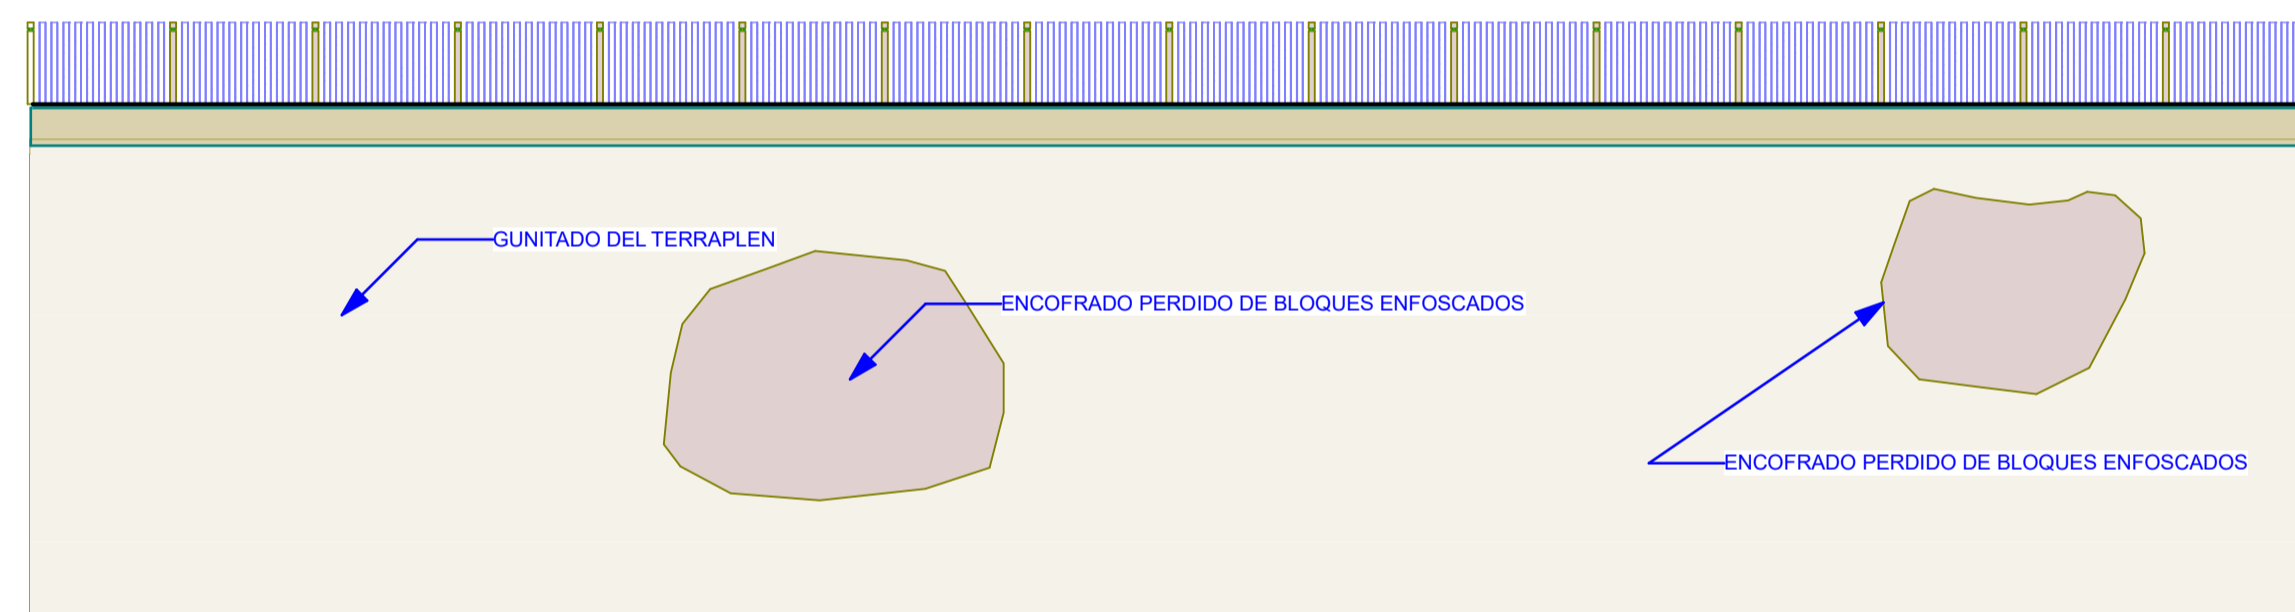 GUNITADO DEL TERRAPLEN
ENCOFRADO PERDIDO DE BLOQUES ENFOSCADOS
ENCOFRADO PERDIDO DE BLOQUES ENFOSCADOS